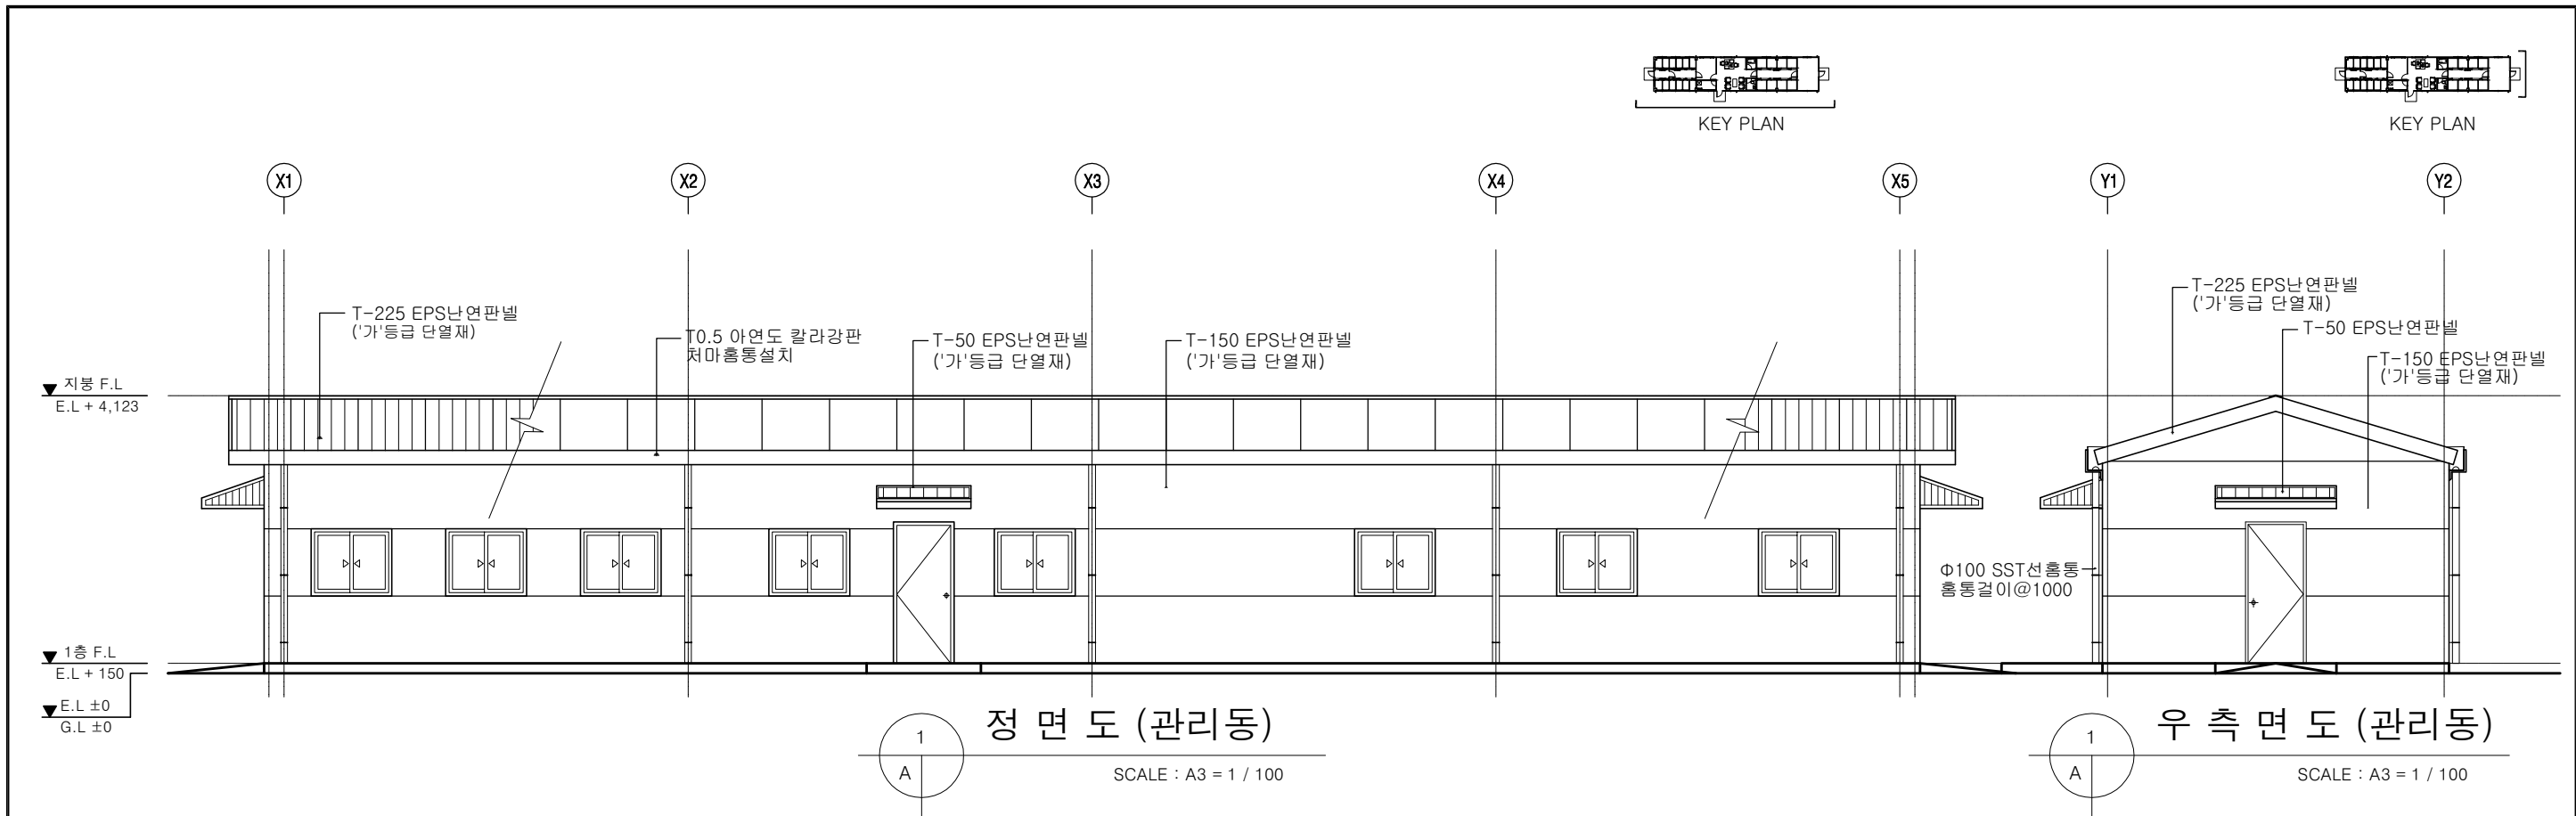 KEY PLAN
KEY PLAN
X1
X2
X3
X4
X5
Y1
Y2
T-225 EPS난연판넬
('가'등급 단열재)
T0.5 아연도 칼라강판
처마홈통설치
T-50 EPS난연판넬
('가'등급 단열재)
T-150 EPS난연판넬
('가'등급 단열재)
T-225 EPS난연판넬
('가'등급 단열재)
T-50 EPS난연판넬
T-150 EPS난연판넬
('가'등급 단열재)
지붕 F.L
E.L + 4,123
Φ100 SST선홈통
홈통걸이@1000
1층 F.L
E.L + 150
E.L ±0
G.L ±0
1
A
정 면 도 (관리동)
SCALE : A3 = 1 / 100
1
A
우 측 면 도 (관리동)
SCALE : A3 = 1 / 100